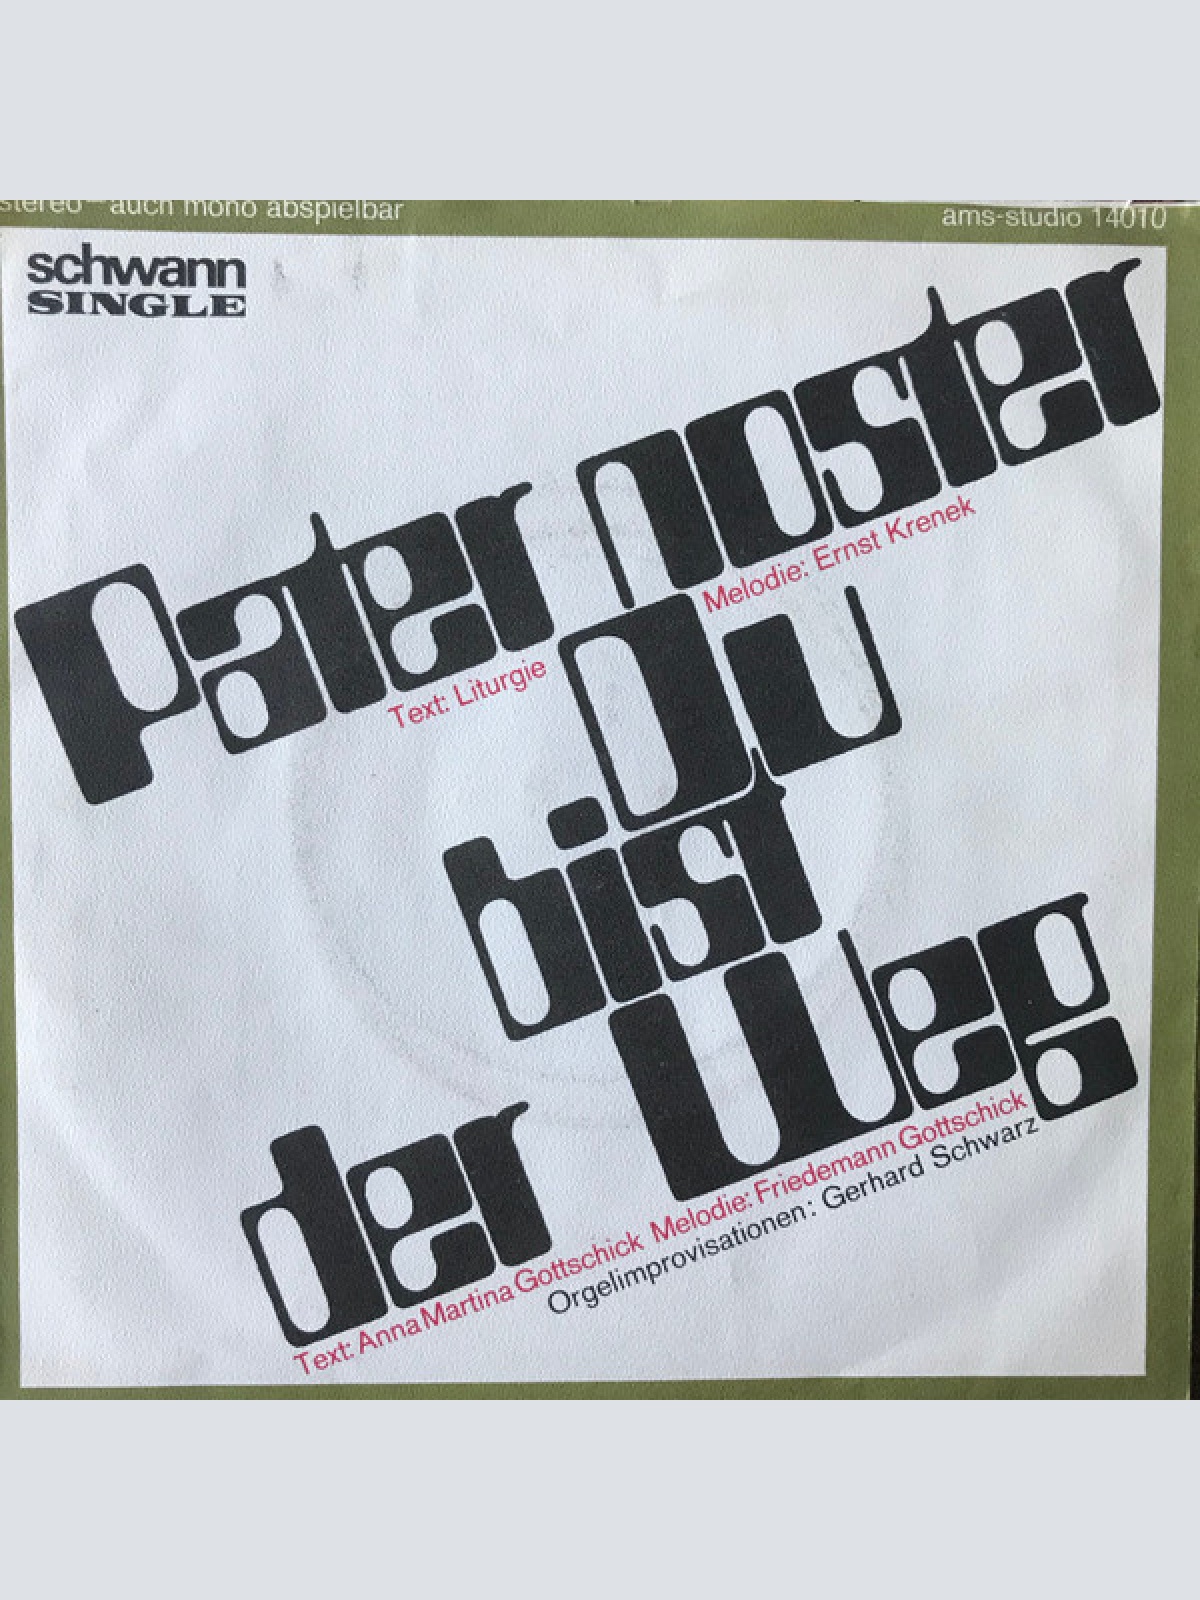 stereo – auch mono abspielbar
ams-studio 14010
schwann
SINGLE
Pater noster
Text: Liturgie
Melodie: Ernst Krenek
Du
bist
der Weg
Text: Anna Martina Gottschick Melodie: Friedemann Gottschick
Orgelimprovisationen: Gerhard Schwarz